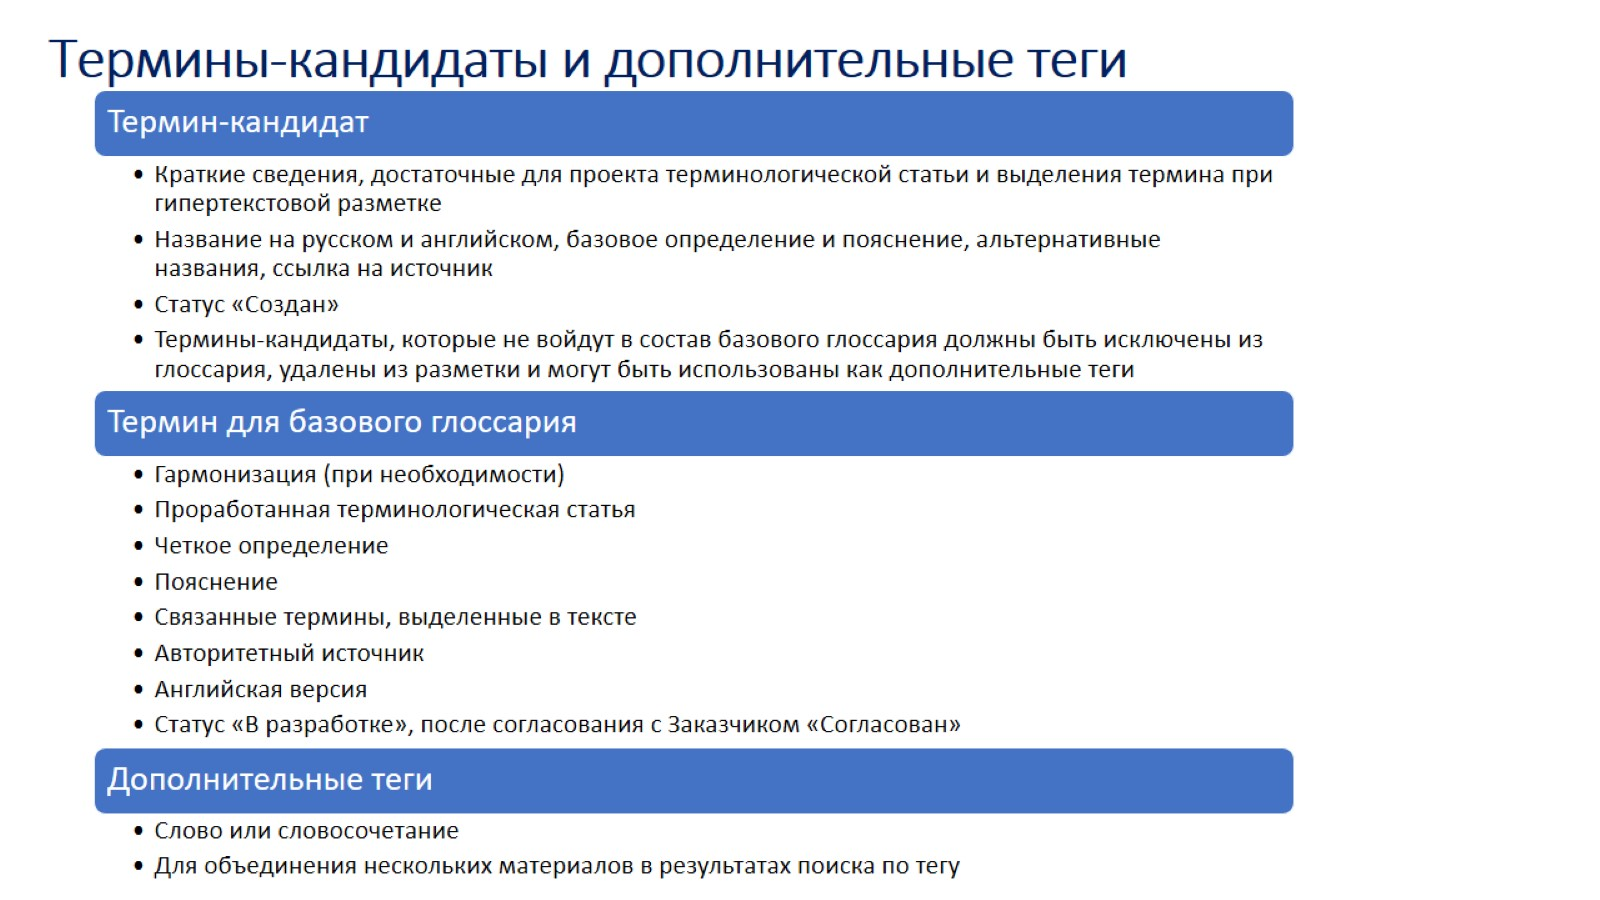 Термины-кандидаты и дополнительные теги
Термин-кандидат
• Краткие сведения, достаточные для проекта терминологической статьи и выделения термина при
гипертекстовой разметке
• Название на русском и английском, базовое определение и пояснение, альтернативные
названия, ссылка на источник
• Статус «Создан»
• Термины-кандидаты, которые не войдут в состав базового глоссария должны быть исключены из
глоссария, удалены из разметки и могут быть использованы как дополнительные теги
Термин для базового глоссария
• Гармонизация (при необходимости)
• Проработанная терминологическая статья
• Четкое определение
• Пояснение
• Связанные термины, выделенные в тексте
• Авторитетный источник
• Английская версия
• Статус «В разработке», после согласования с Заказчиком «Согласован»
Дополнительные теги
• Слово или словосочетание
• Для объединения нескольких материалов в результатах поиска по тегу